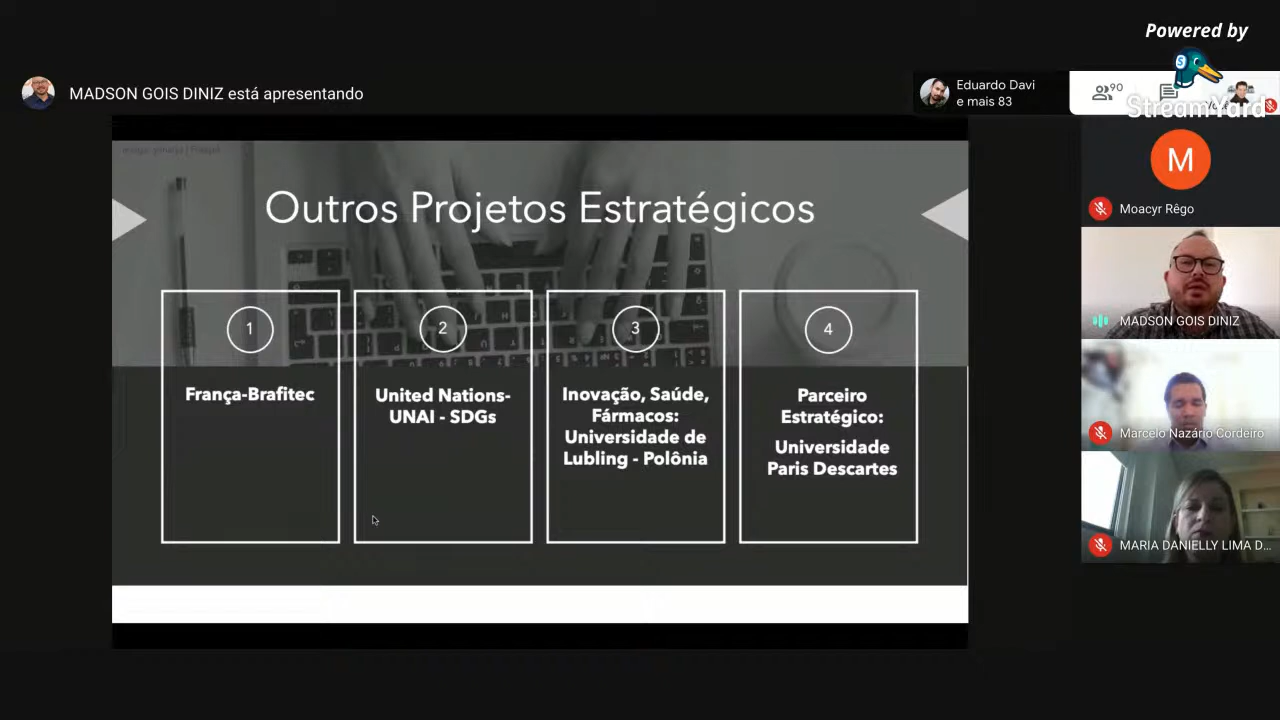 Powered by
StreamYard
MADSON GOIS DINIZ está apresentando
Eduardo Davi
e mais 83
90
Outros Projetos Estratégicos
1
França-Brafitec
2
United Nations-
UNAI - SDGs
3
Inovação, Saúde,
Fármacos:
Universidade de
Lubling - Polônia
4
Parceiro
Estratégico:
Universidade
Paris Descartes
M
Moacyr Rêgo
MADSON GOIS DINIZ
Marcelo Nazário Cordeiro
MARIA DANIELLY LIMA D...